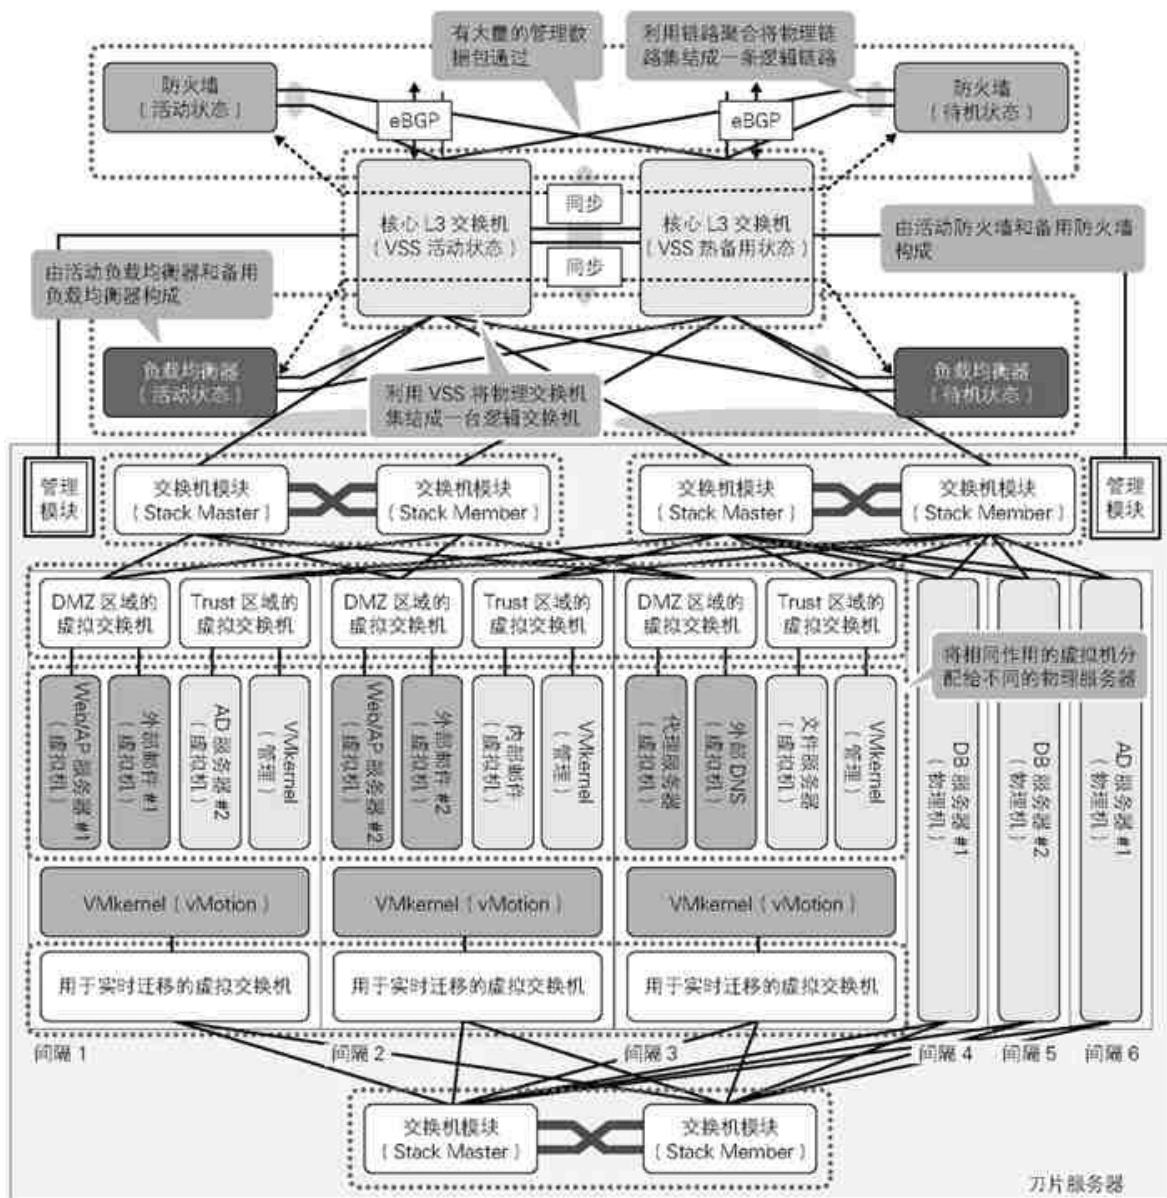 有大量的管理数
据包通过
利用链路聚合将物理链
路集结成一条逻辑链路
防火墙
（活动状态）
eBGP
eBGP
防火墙
（待机状态）
核心 L3 交换机
（VSS 活动状态）
同步
同步
核心 L3 交换机
（VSS 热备用状态）
由活动防火墙和备用防火墙
构成
由活动负载均衡器和备用
负载均衡器构成
负载均衡器
（活动状态）
利用 VSS 将物理交换机
集结成一台逻辑交换机
负载均衡器
（待机状态）
管理
模块
交换机模块
（Stack Master）
交换机模块
（Stack Member）
交换机模块
（Stack Master）
交换机模块
（Stack Member）
管理
模块
DMZ 区域的
虚拟交换机
Trust 区域的
虚拟交换机
DMZ 区域的
虚拟交换机
Trust 区域的
虚拟交换机
DMZ 区域的
虚拟交换机
Trust 区域的
虚拟交换机
将相同作用的虚拟机分
配给不同的物理服务器
Web/AP 服务器 #1
（虚拟机）
外部邮件 #1
（虚拟机）
AD 服务器 #2
（虚拟机）
VMkernel
（管理）
Web/AP 服务器 #2
（虚拟机）
外部邮件 #2
（虚拟机）
内部邮件
（虚拟机）
VMkernel
（管理）
代理服务器
（虚拟机）
外部 DNS
（虚拟机）
文件服务器
（虚拟机）
VMkernel
（管理）
DB 服务器 #1
（物理机）
DB 服务器 #2
（物理机）
AD 服务器 #1
（物理机）
VMkernel（vMotion）
VMkernel（vMotion）
VMkernel（vMotion）
用于实时迁移的虚拟交换机
用于实时迁移的虚拟交换机
用于实时迁移的虚拟交换机
间隔 1
间隔 2
间隔 3
间隔 4
间隔 5
间隔 6
交换机模块
（Stack Master）
交换机模块
（Stack Member）
刀片服务器